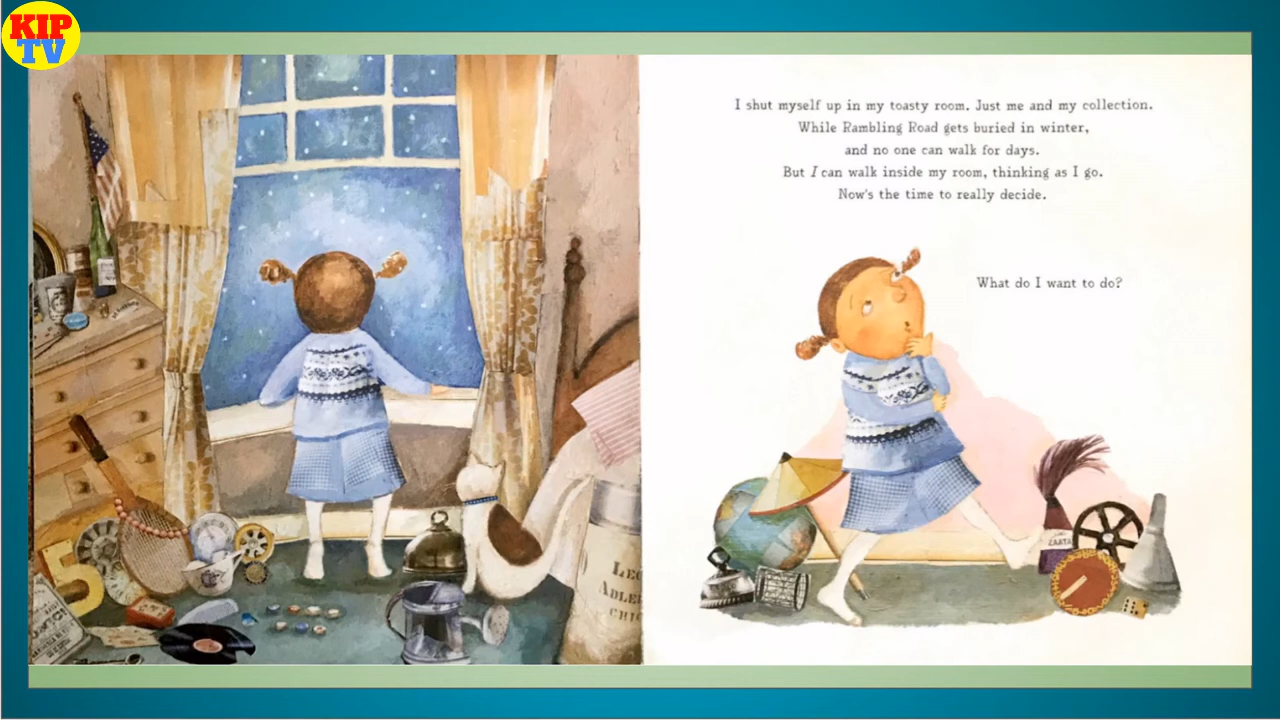 KIP
TV
I shut myself up in my toasty room. Just me and my collection.
While Rambling Road gets buried in winter,
and no one can walk for days.
But I can walk inside my room, thinking as I go.
Now's the time to really decide.
What do I want to do?
5
CHIC